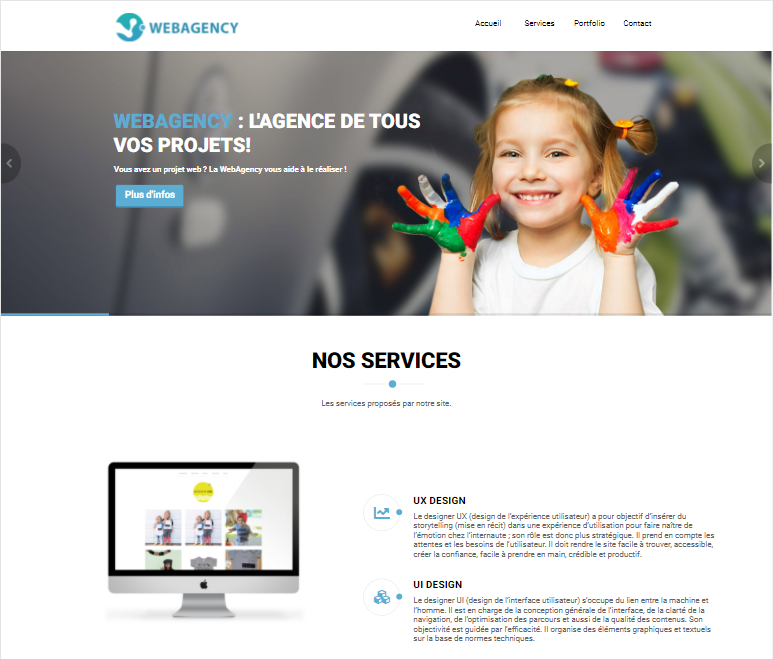 WEBAGENCY
Accueil Services Portfolio Contact
WEBAGENCY : L'AGENCE DE TOUS
VOS PROJETS!
Vous avez un projet web ? La WebAgency vous aide à le réaliser !
Plus d'infos
NOS SERVICES
Les services proposés par notre site.
UX DESIGN
Le designer UX (design de l'expérience utilisateur) a pour objectif d'insérer du
storytelling (mise en récit) dans une expérience d'utilisation pour faire naître de
l'émotion chez l'internaute ; son rôle est donc plus stratégique. Il prend en compte les
attentes et les besoins de l'utilisateur. Il doit rendre le site facile à trouver, accessible,
créer la confiance, facile à prendre en main, crédible et productif.
UI DESIGN
Le designer UI (design de l'interface utilisateur) s'occupe du lien entre la machine et
l'homme. Il est en charge de la conception générale de l'interface, de la clarté de la
navigation, de l'optimisation des parcours et aussi de la qualité des contenus. Son
objectivité est guidée par l'efficacité. Il organise des éléments graphiques et textuels
sur la base de normes techniques.